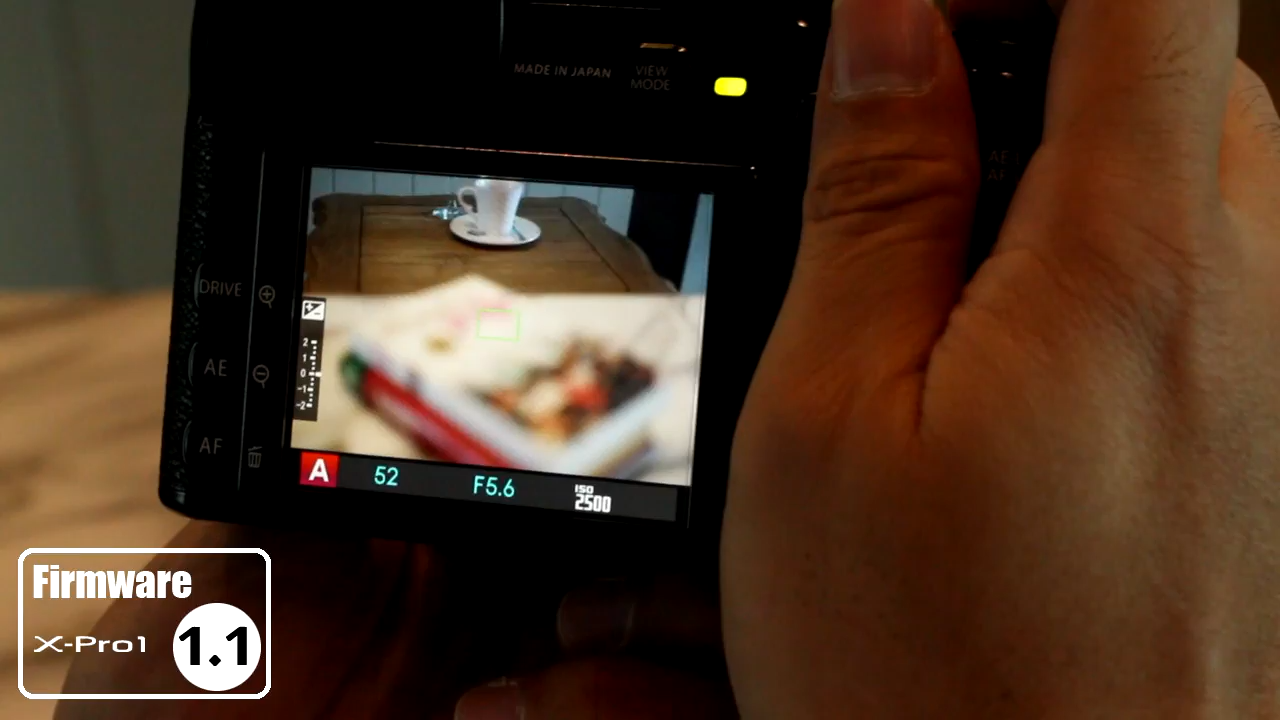 MADE IN JAPAN
VIEW
MODE
DRIVE
AE
AF
2
1
0
-1
-2
A
52
F5.6
ISO
2500
Firmware
X-Pro1
1.1